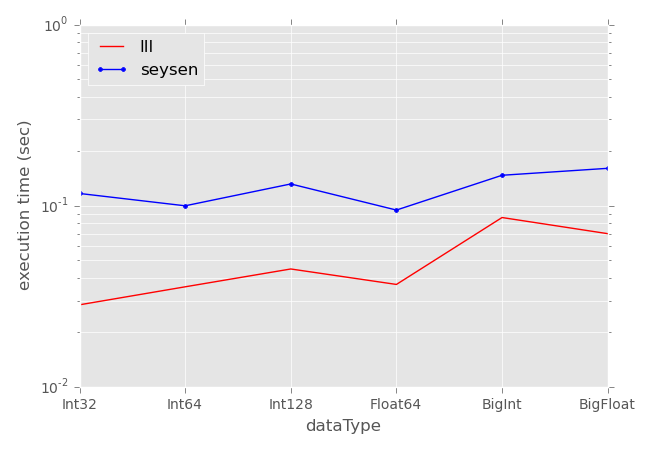 10^0
lll
seysen
execution time (sec)
10^-1
10^-2
Int32 Int64 Int128 Float64 BigInt BigFloat
dataType